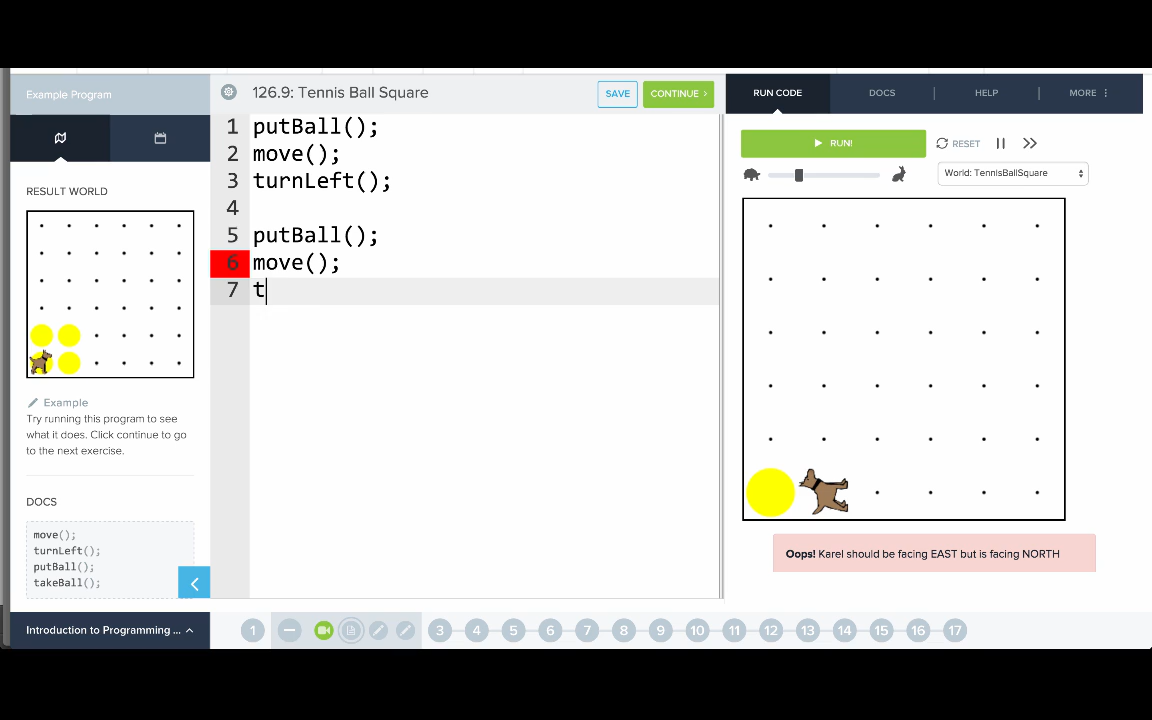 Example Program
126.9: Tennis Ball Square
SAVE
CONTINUE >
RUN CODE
DOCS
HELP
MORE
RESULT WORLD
1 putBall();
2 move();
3 turnLeft();
4
5 putBall();
6 move();
7 t
RUN!
RESET
World: TennisBallSquare
Example
Try running this program to see
what it does. Click continue to go
to the next exercise.
DOCS
move();
turnLeft();
putBall();
takeBall();
Oops! Karel should be facing EAST but is facing NORTH
Introduction to Programming ...
1 3 4 5 6 7 8 9 10 11 12 13 14 15 16 17